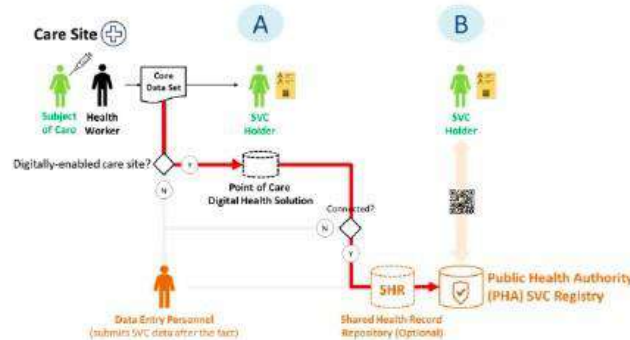 Care Site
A
B
Core
Data Set
Subject
of Care
Health
Worker
SVC
Holder
SVC
Holder
Digitally-enabled care site?
Y
Point of Care
Digital Health Solution
N
Connected?
N
Y
SHR
Public Health Authority
(PHA) SVC Registry
Data Entry Personnel
(submits SVC data after the fact)
Shared Health Record
Repository (Optional)